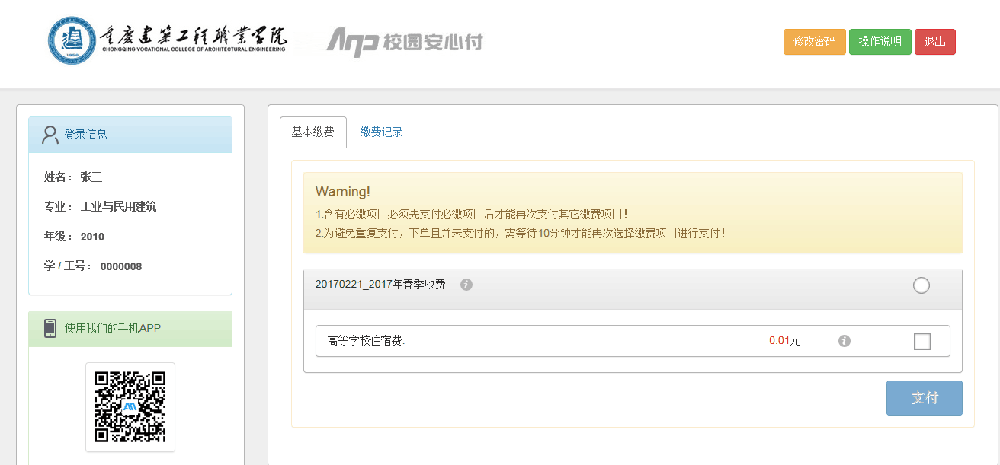 重庆建筑工程职业学院
CHONGQING VOCATIONAL COLLEGE OF ARCHITECTURAL ENGINEERING
1956
校园安心付
修改密码 操作说明 退出
登录信息
姓名： 张三
专业： 工业与民用建筑
年级： 2010
学 / 工号： 0000008
使用我们的手机APP
基本缴费 缴费记录
Warning!
1.含有必缴项目必须先支付必缴项目后才能再次支付其它缴费项目！
2.为避免重复支付，下单且并未支付的，需等待10分钟才能再次选择缴费项目进行支付！
20170221_2017年春季收费
高等学校住宿费. 0.01元
支付